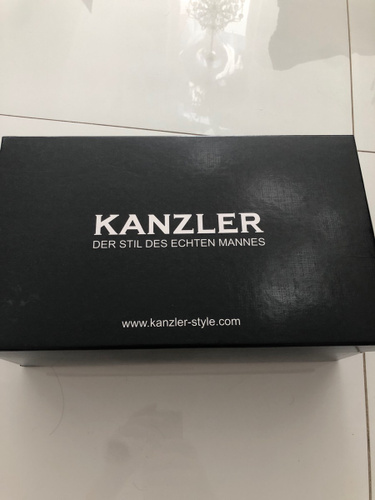 KANZLER
DER STIL DES ECHTEN MANNES
www.kanzler-style.com